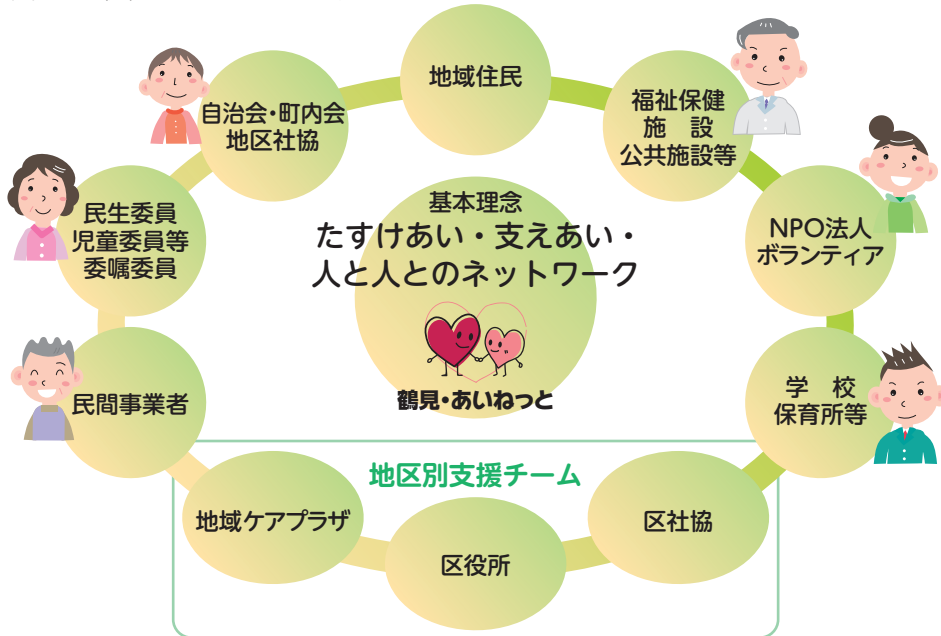 地域住民
自治会・町内会
地区社協
福祉保健
施　設
公共施設等
民生委員
児童委員等
委嘱委員
基本理念
たすけあい・支えあい・
人と人とのネットワーク
鶴見・あいねっと
NPO法人
ボランティア
民間事業者
学　校
保育所等
地区別支援チーム
地域ケアプラザ
区役所
区社協